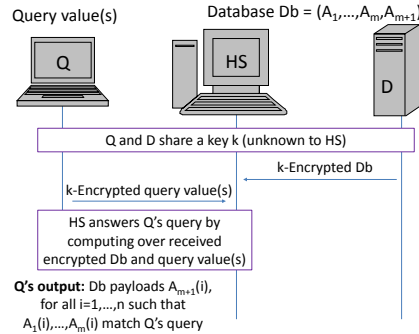 Query value(s)
Database Db = (A1,…,Am,Am+1)
Q
HS
D
Q and D share a key k (unknown to HS)
k-Encrypted Db
k-Encrypted query value(s)
HS answers Q's query by
computing over received
encrypted Db and query value(s)
Q's output: Db payloads Am+1(i),
for all i=1,…,n such that
A1(i),…,Am(i) match Q's query